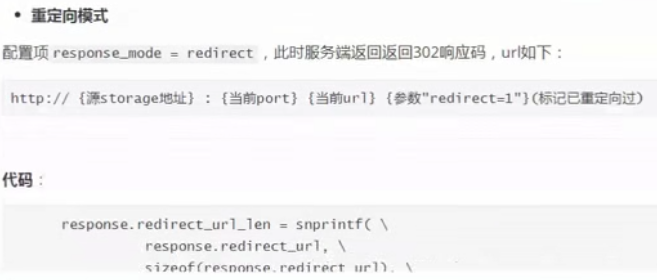 • 重定向模式
配置项 response_mode = redirect ，此时服务端返回返回302响应码，url如下：
http:// {源storage地址} : {当前port} {当前url} {参数"redirect=1"}(标记已重定向过)
代码：
response.redirect_url_len = snprintf( \
response.redirect_url, \
sizeof(response.redirect_url), \